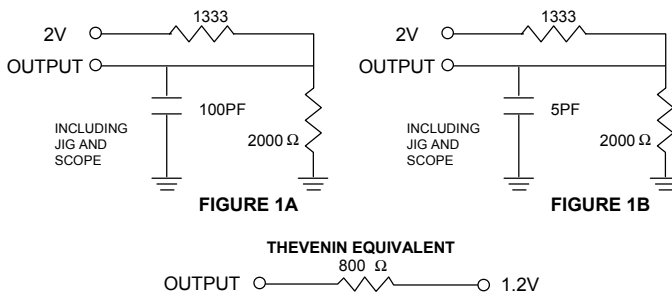 1333
2V
OUTPUT
100PF
INCLUDING
JIG AND
SCOPE
2000 Ω
FIGURE 1A
1333
2V
OUTPUT
5PF
INCLUDING
JIG AND
SCOPE
2000 Ω
FIGURE 1B
THEVENIN EQUIVALENT
800 Ω
OUTPUT 1.2V